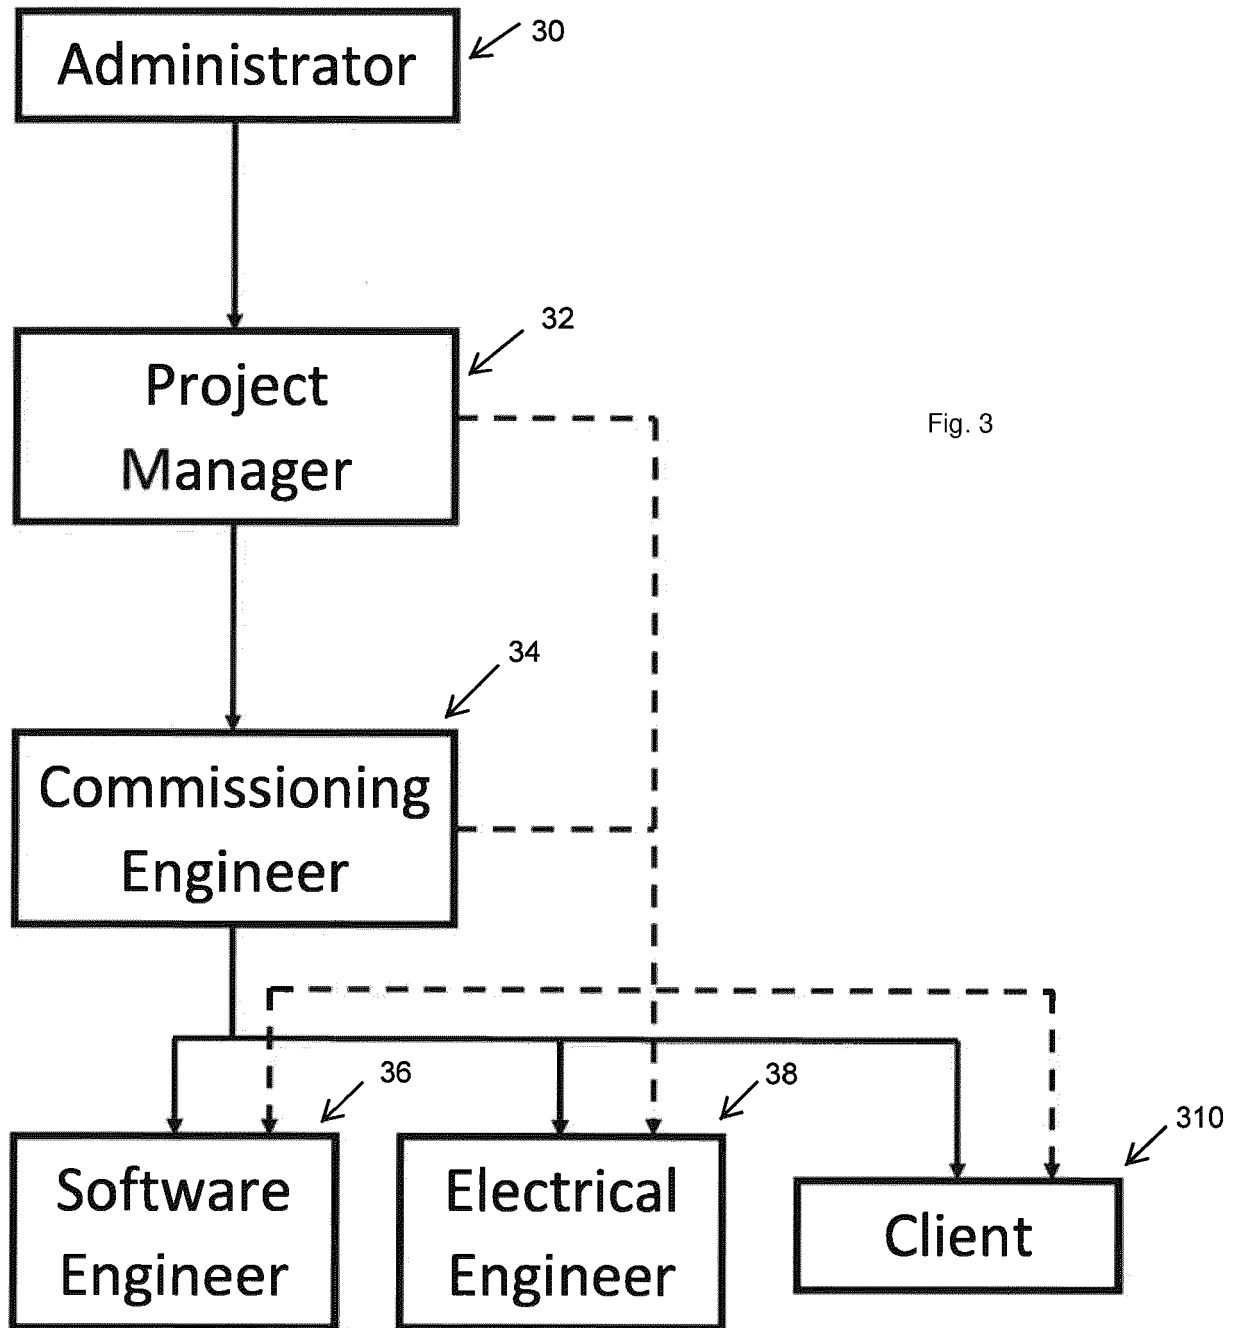 Administrator
30
32
Project
Manager
Fig. 3
34
Commissioning
Engineer
36
38
310
Software
Engineer
Electrical
Engineer
Client